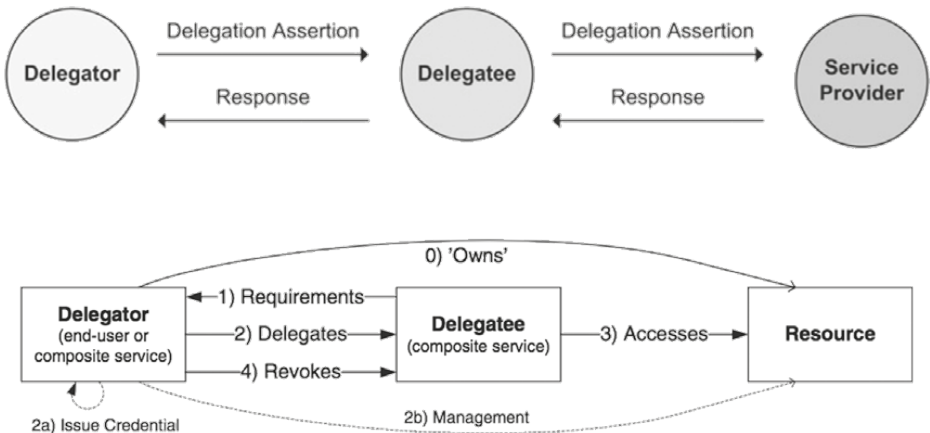 Delegator
Delegation Assertion
Response
Delegatee
Delegation Assertion
Response
Service
Provider
0) 'Owns'
Delegator
(end-user or
composite service)
1) Requirements
2) Delegates
4) Revokes
Delegatee
(composite service)
3) Accesses
Resource
2a) Issue Credential
2b) Management